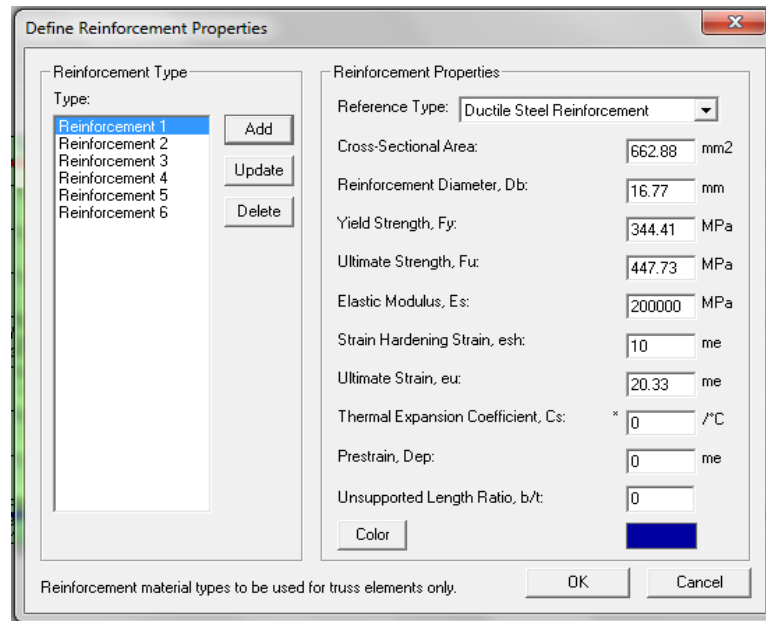 Define Reinforcement Properties
Reinforcement Type
Type:
Reinforcement 1
Reinforcement 2
Reinforcement 3
Reinforcement 4
Reinforcement 5
Reinforcement 6
Add
Update
Delete
Reinforcement Properties
Reference Type: Ductile Steel Reinforcement
Cross-Sectional Area: 662.88 mm2
Reinforcement Diameter, Db: 16.77 mm
Yield Strength, Fy: 344.41 MPa
Ultimate Strength, Fu: 447.73 MPa
Elastic Modulus, Es: 200000 MPa
Strain Hardening Strain, esh: 10 me
Ultimate Strain, eu: 20.33 me
Thermal Expansion Coefficient, Cs: * 0 /°C
Prestrain, Dep: 0 me
Unsupported Length Ratio, b/t: 0
Color
Reinforcement material types to be used for truss elements only.
OK
Cancel